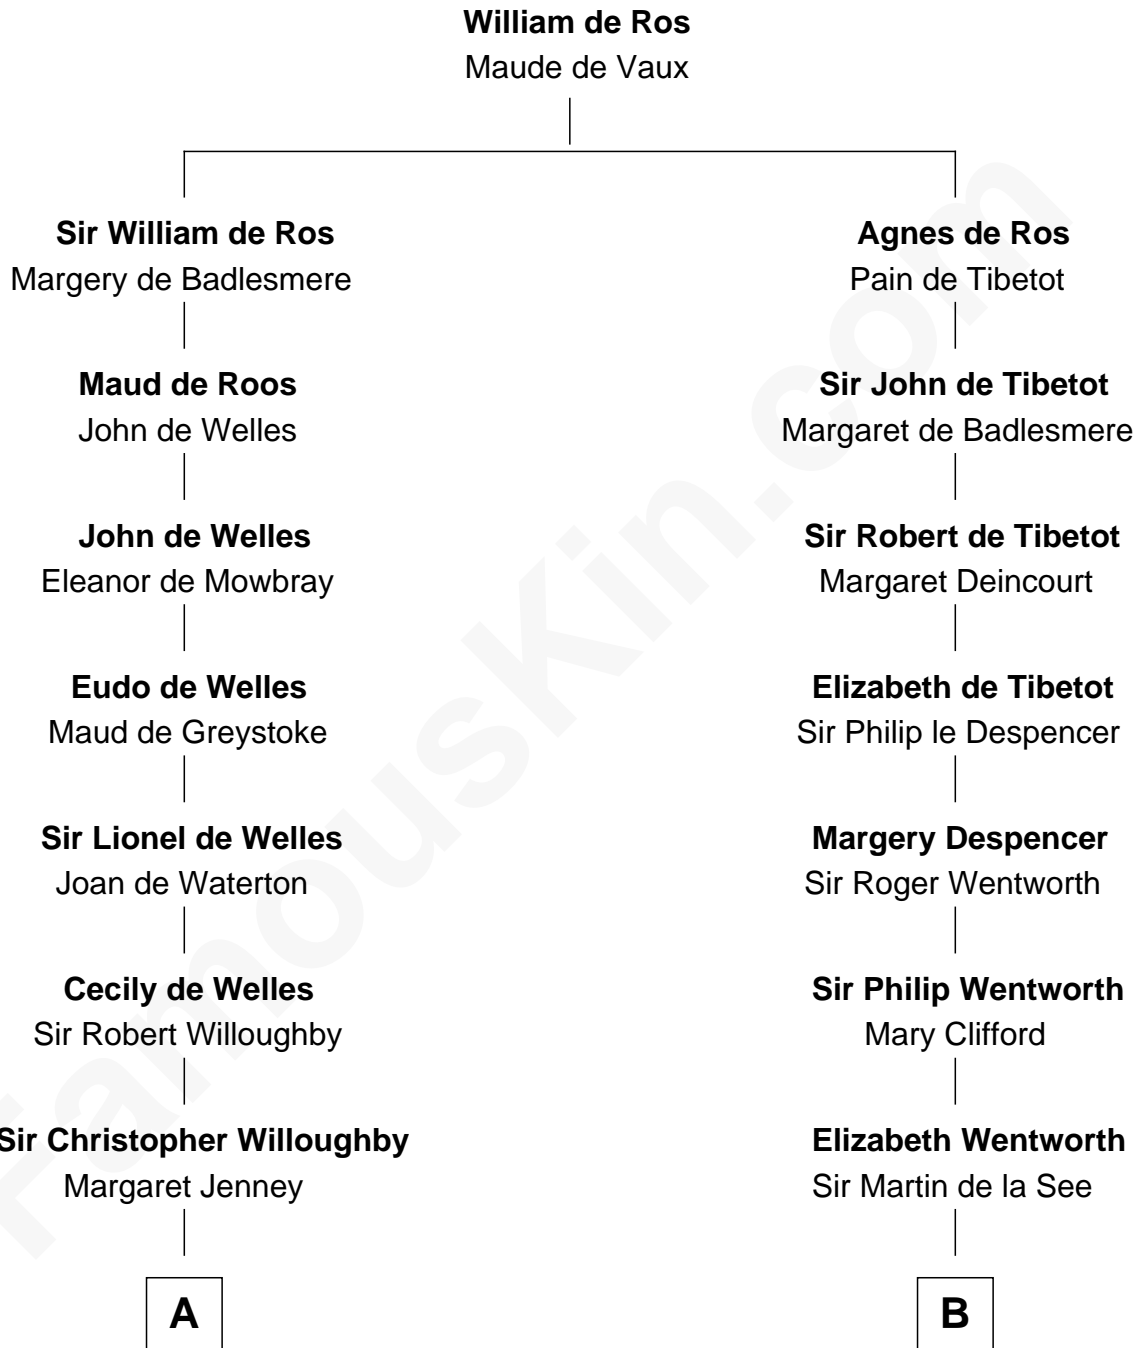 William de Ros
Maude de Vaux
Sir William de Ros
Margery de Badlesmere
Maud de Roos
John de Welles
John de Welles
Eleanor de Mowbray
Eudo de Welles
Maud de Greystoke
Sir Lionel de Welles
Joan de Waterton
Cecily de Welles
Sir Robert Willoughby
Sir Christopher Willoughby
Margaret Jenney
A
Agnes de Ros
Pain de Tibetot
Sir John de Tibetot
Margaret de Badlesmere
Sir Robert de Tibetot
Margaret Deincourt
Elizabeth de Tibetot
Sir Philip le Despencer
Margery Despencer
Sir Roger Wentworth
Sir Philip Wentworth
Mary Clifford
Elizabeth Wentworth
Sir Martin de la See
B
FamousKin.com